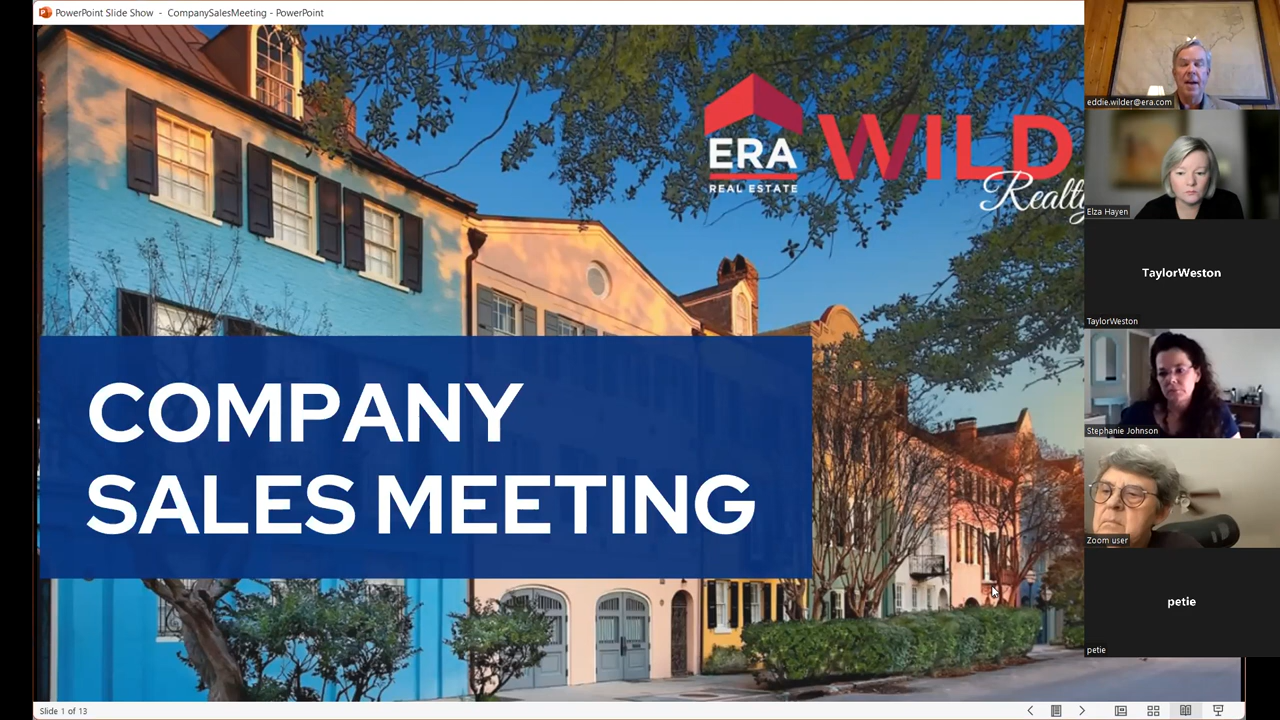 PowerPoint Slide Show - CompanySalesMeeting - PowerPoint
ERA
REAL ESTATE
WILD
Realty
COMPANY
SALES MEETING
eddie.wilder@era.com
Elza Hayen
TaylorWeston
TaylorWeston
Stephanie Johnson
Zoom user
petie
petie
Slide 1 of 13